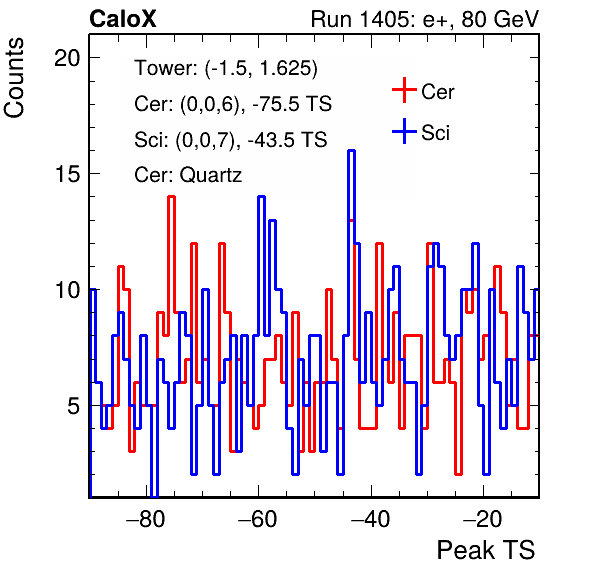 CaloX Run 1405: e+, 80 GeV
Counts
20
15
10
5
Tower: (-1.5, 1.625)
Cer: (0,0,6), -75.5 TS
Sci: (0,0,7), -43.5 TS
Cer: Quartz
Cer
Sci
−80 −60 −40 −20
Peak TS